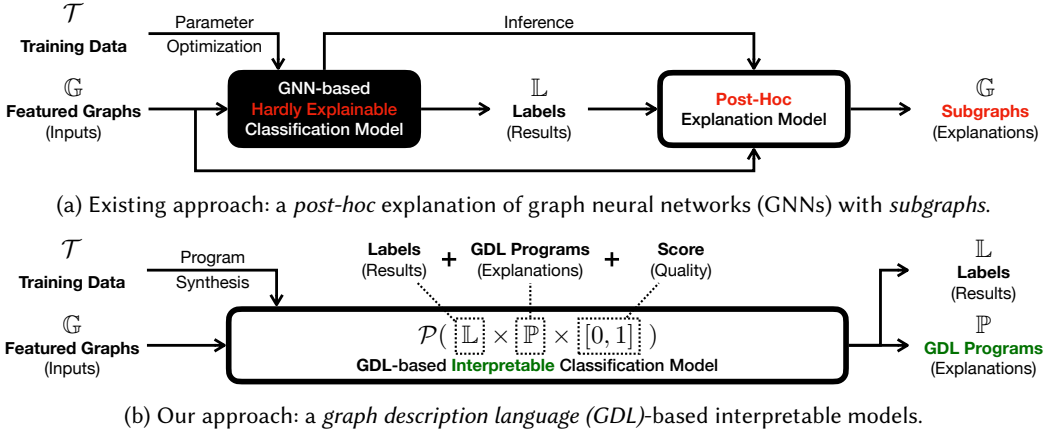 𝒯
Training Data
Parameter
Optimization
Inference
𝔾
Featured Graphs
(Inputs)
GNN-based
Hardly Explainable
Classification Model
𝕃
Labels
(Results)
Post-Hoc
Explanation Model
𝔾
Subgraphs
(Explanations)
(a) Existing approach: a post-hoc explanation of graph neural networks (GNNs) with subgraphs.
𝒯
Training Data
Program
Synthesis
Labels + GDL Programs + Score
(Results) (Explanations) (Quality)
𝔾
Featured Graphs
(Inputs)
𝒫( 𝕃 × ℙ × [0, 1] )
GDL-based Interpretable Classification Model
𝕃
Labels
(Results)
ℙ
GDL Programs
(Explanations)
(b) Our approach: a graph description language (GDL)-based interpretable models.